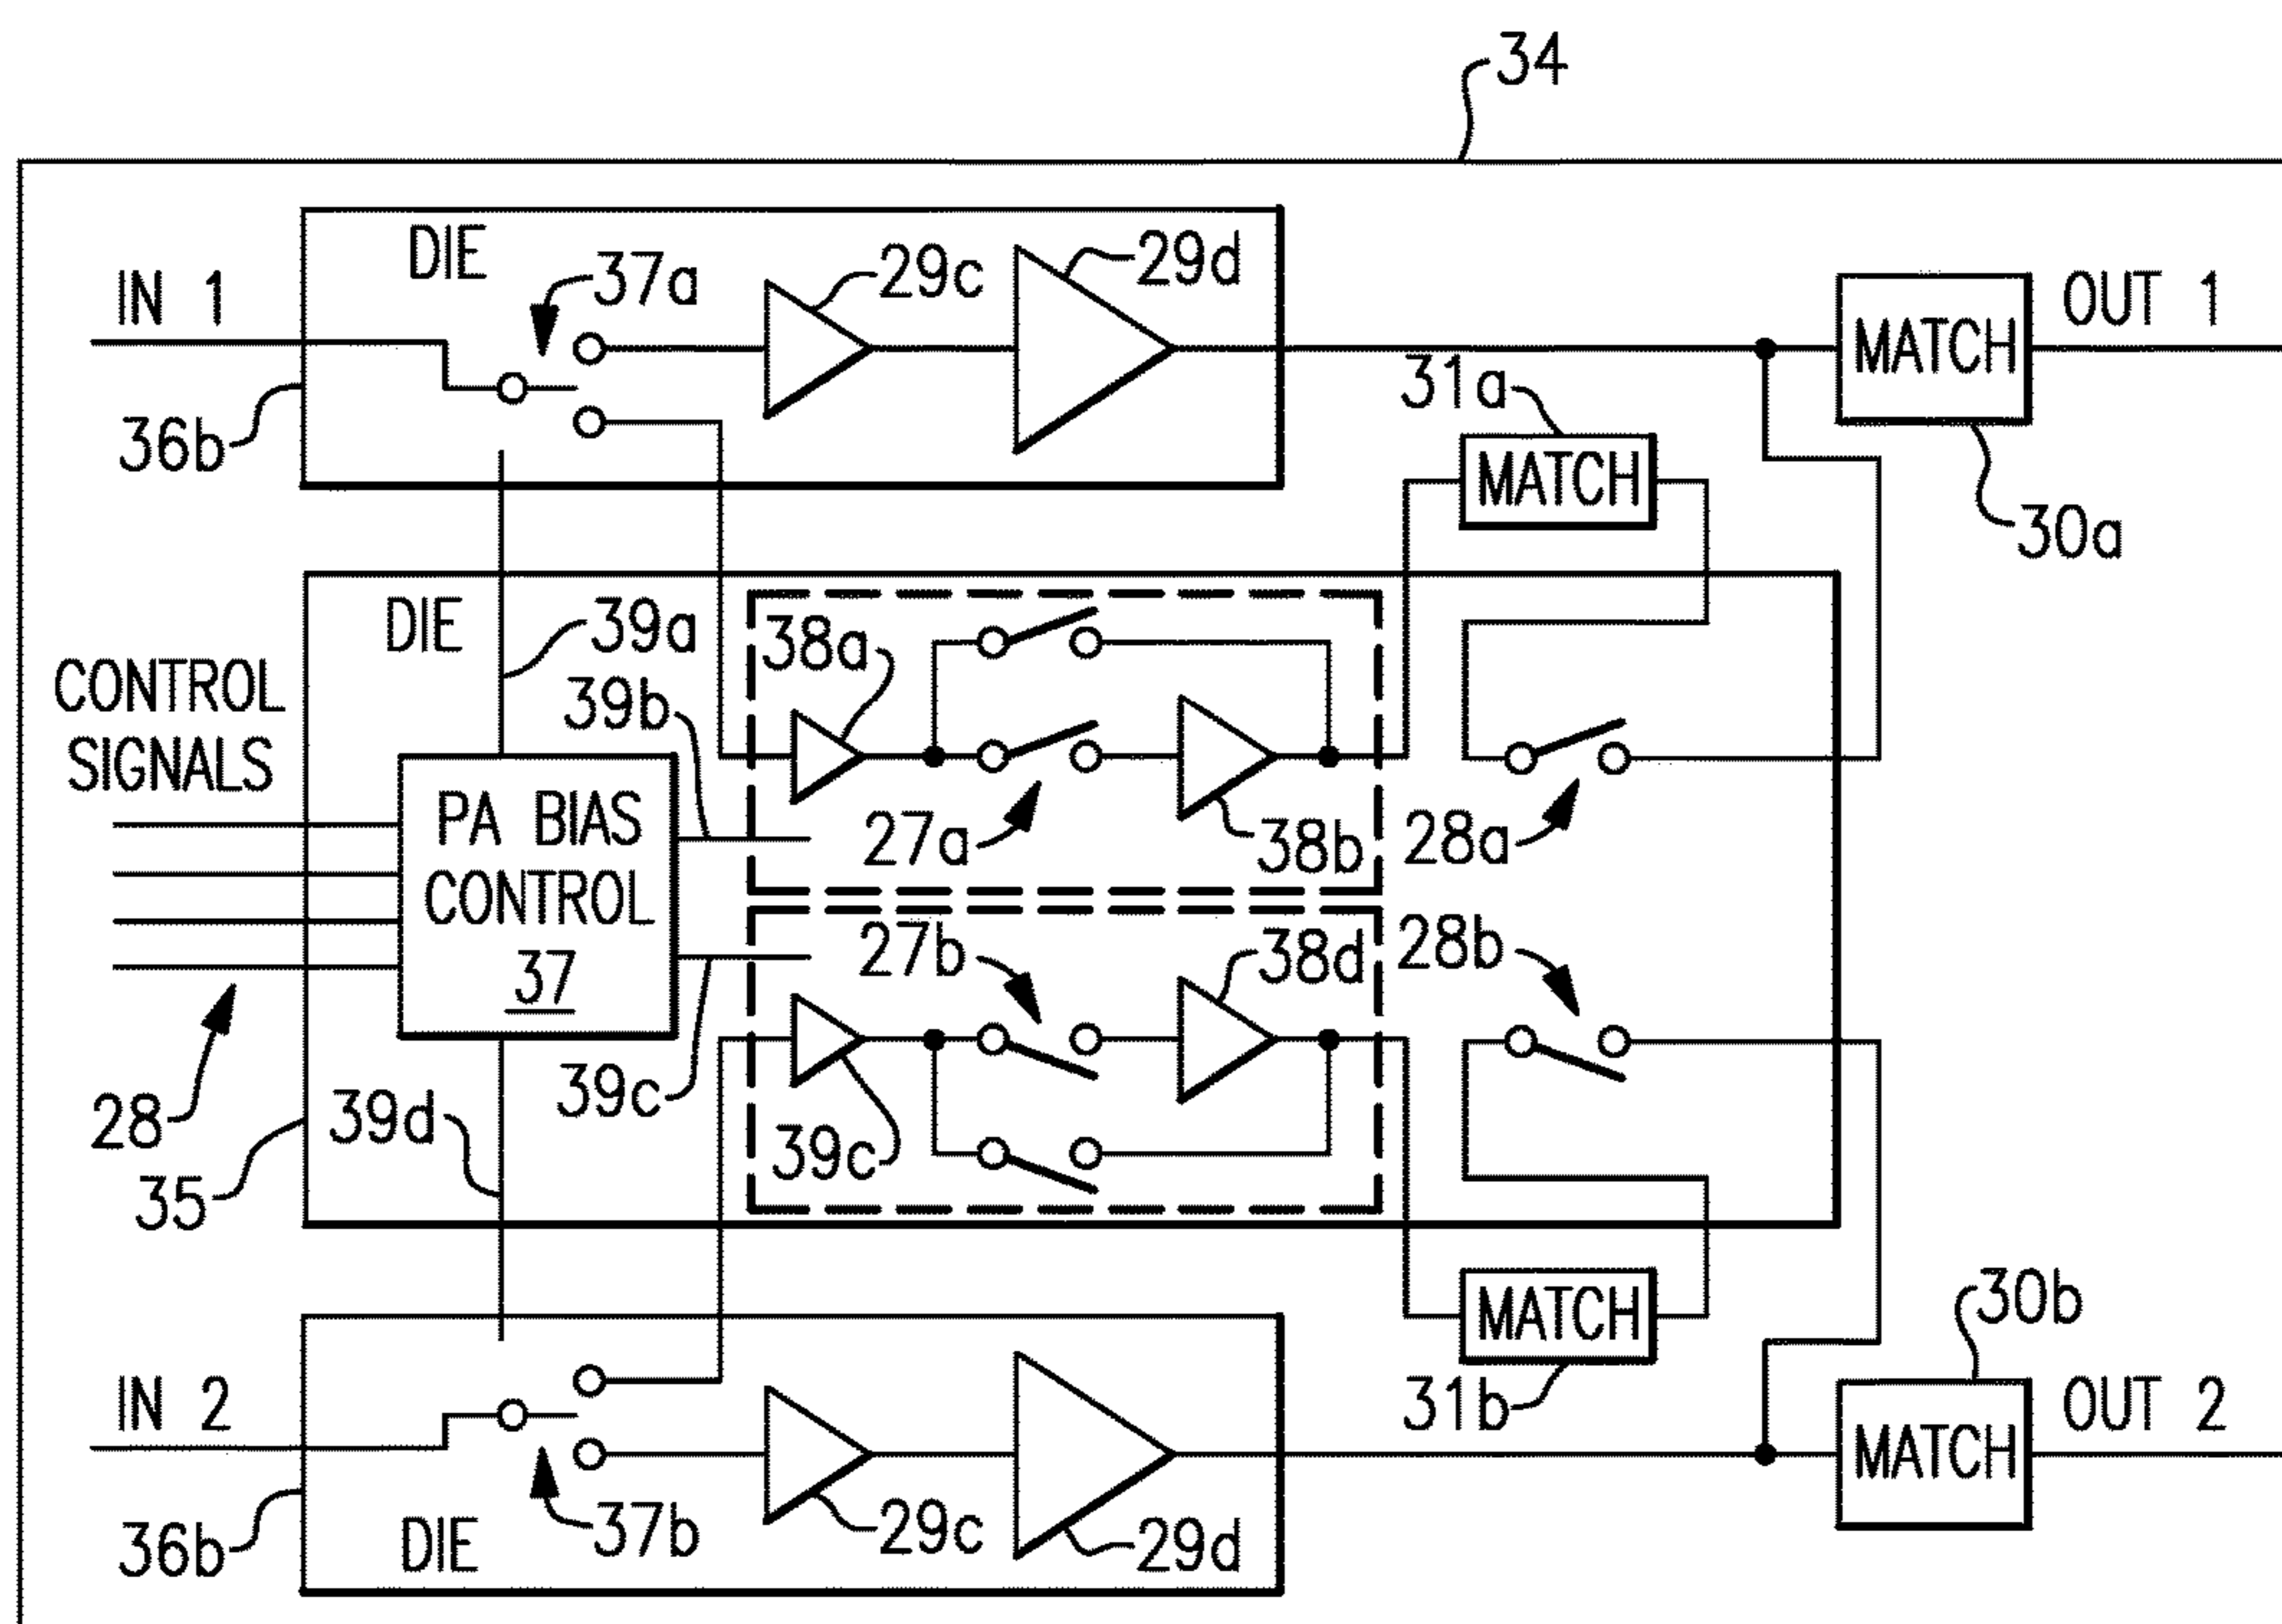 34
DIE
IN 1
37a
29c
29d
OUT 1
MATCH
31a
MATCH
36b
30a
DIE
39a
38a
39b
CONTROL
SIGNALS
PA BIAS
CONTROL
37
27a
38b
28a
27b
38d
28b
39c
39d
39c
28
35
MATCH
30b
31b
IN 2
OUT 2
MATCH
36b
DIE
37b
29c
29d